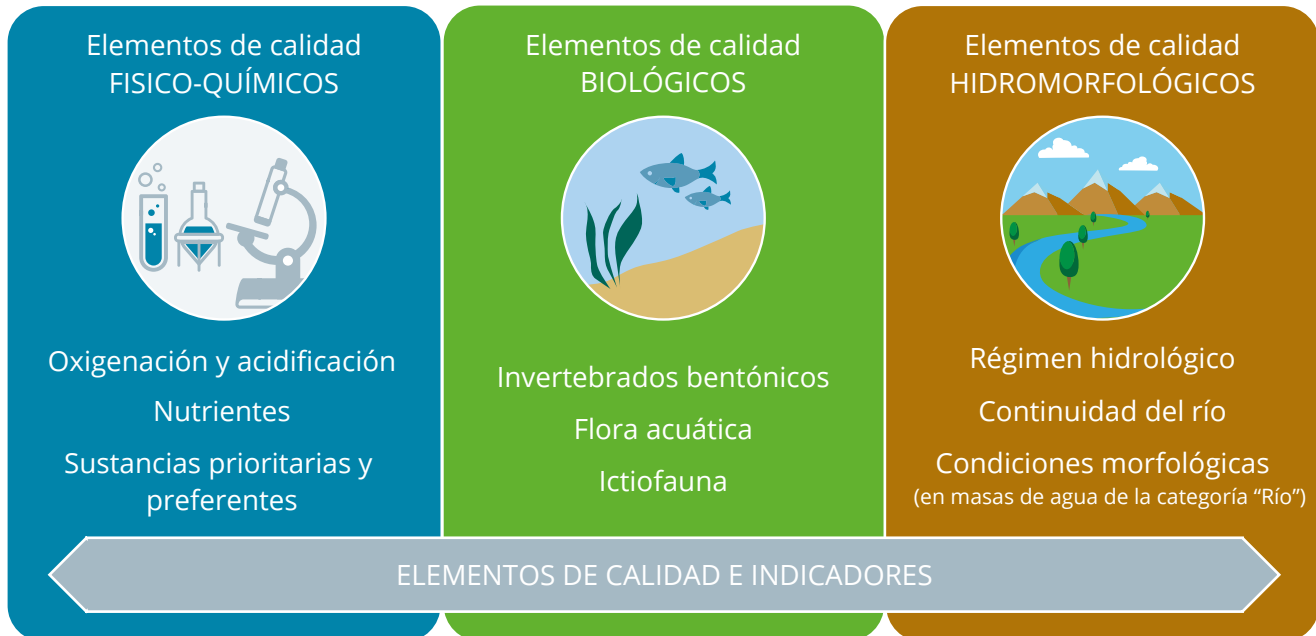 Elementos de calidad
FISICO-QUÍMICOS
Oxigenación y acidificación
Nutrientes
Sustancias prioritarias y
preferentes
Elementos de calidad
BIOLÓGICOS
Invertebrados bentónicos
Flora acuática
Ictiofauna
Elementos de calidad
HIDROMORFOLÓGICOS
Régimen hidrológico
Continuidad del río
Condiciones morfológicas
(en masas de agua de la categoría “Río”)
ELEMENTOS DE CALIDAD E INDICADORES